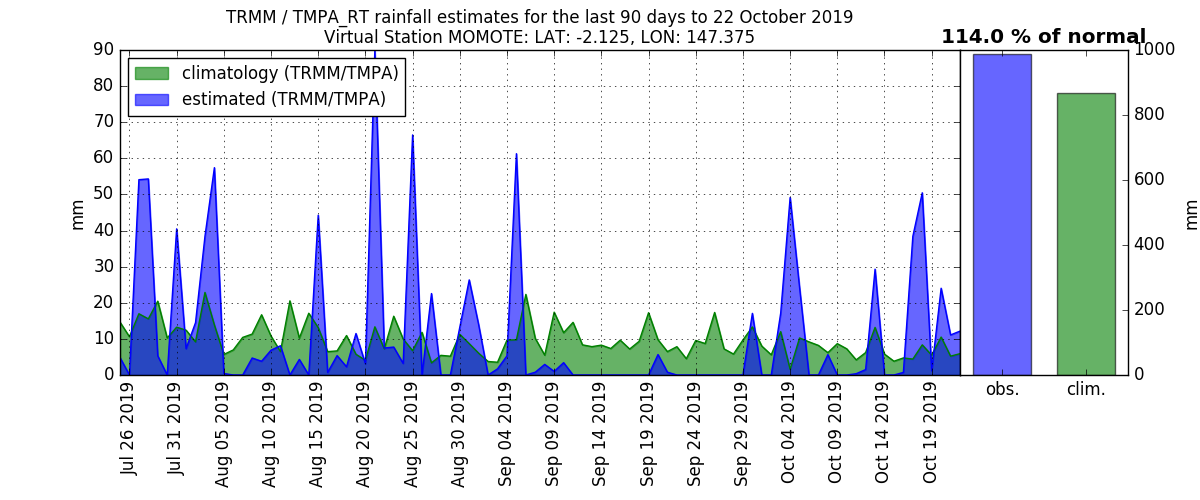 TRMM / TMPA_RT rainfall estimates for the last 90 days to 22 October 2019
Virtual Station MOMOTE: LAT: -2.125, LON: 147.375
114.0 % of normal
climatology (TRMM/TMPA)
estimated (TRMM/TMPA)
90
80
70
60
50
40
30
20
10
0
mm
1000
800
600
400
200
0
mm
Jul 26 2019
Jul 31 2019
Aug 05 2019
Aug 10 2019
Aug 15 2019
Aug 20 2019
Aug 25 2019
Aug 30 2019
Sep 04 2019
Sep 09 2019
Sep 14 2019
Sep 19 2019
Sep 24 2019
Sep 29 2019
Oct 04 2019
Oct 09 2019
Oct 14 2019
Oct 19 2019
obs.
clim.